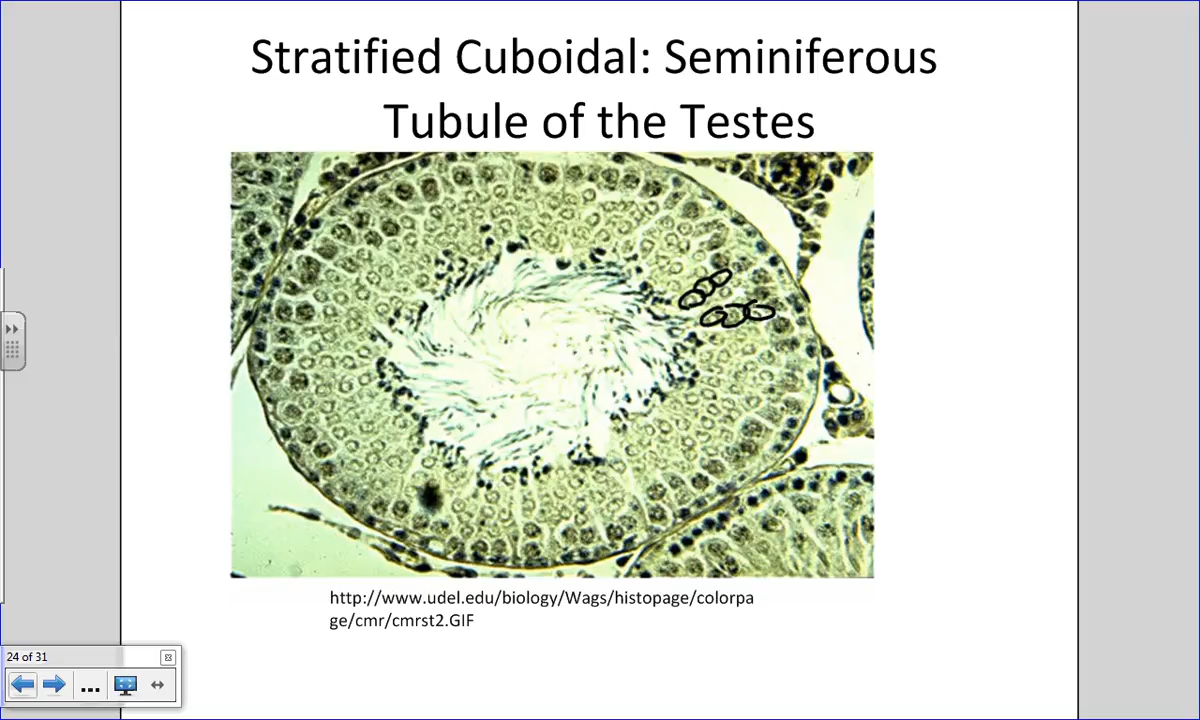 Stratified Cuboidal: Seminiferous
Tubule of the Testes
http://www.udel.edu/biology/Wags/histopage/colorpa
ge/cmr/cmrst2.GIF
24 of 31
...